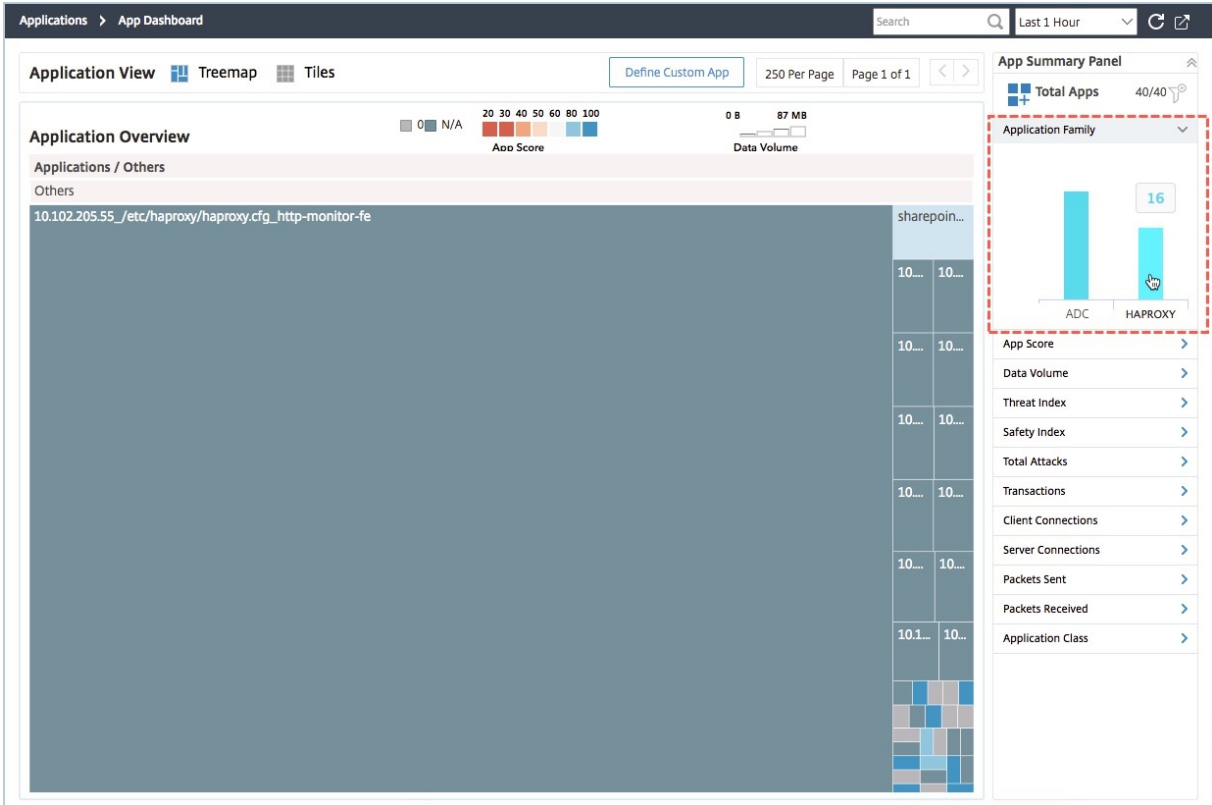 Applications > App Dashboard
Search
Last 1 Hour
Application View
Treemap
Tiles
Define Custom App
250 Per Page
Page 1 of 1
App Summary Panel
Total Apps 40/40
Application Overview
0 N/A
20 30 40 50 60 80 100
App Score
0 B 87 MB
Data Volume
Applications / Others
Others
10.102.205.55_/etc/haproxy/haproxy.cfg_http-monitor-fe
sharepoin...
10.... 10....
10.... 10....
10.... 10....
10.... 10....
10.... 10....
10.1... 10...
Application Family
16
ADC HAPROXY
App Score
Data Volume
Threat Index
Safety Index
Total Attacks
Transactions
Client Connections
Server Connections
Packets Sent
Packets Received
Application Class